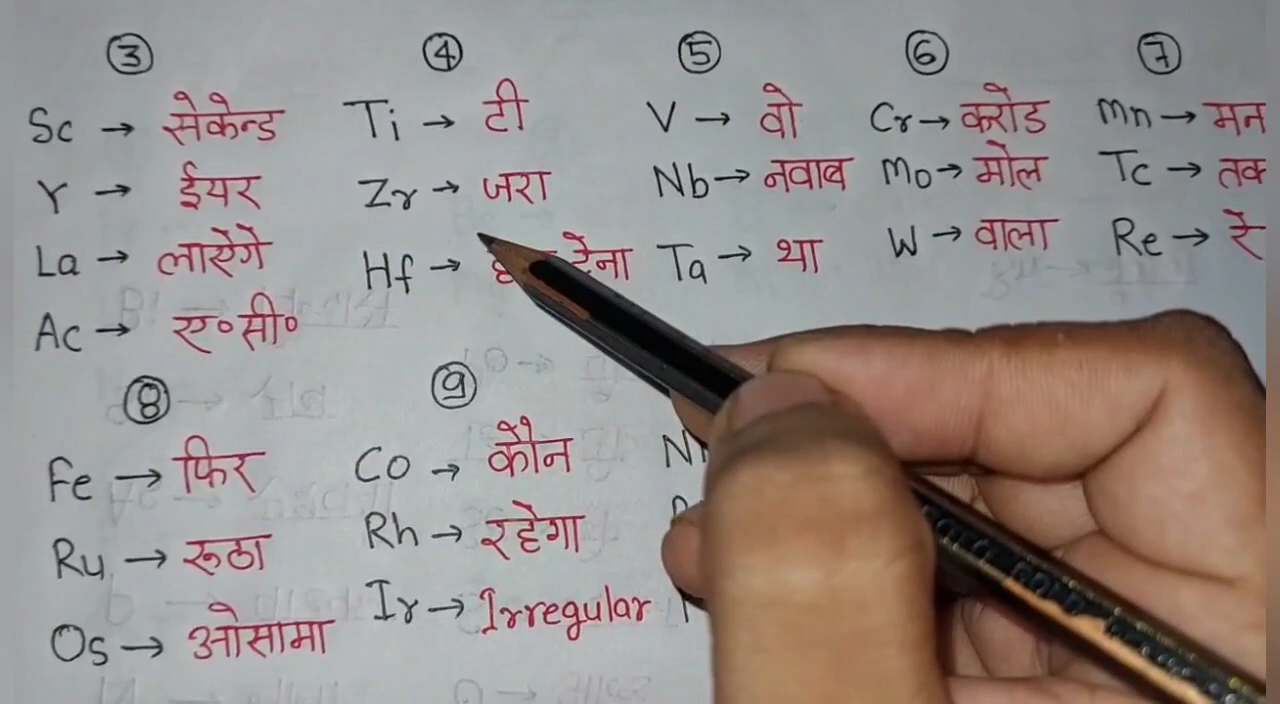 ③ ④ ⑤ ⑥ ⑦
Sc → सेकेन्ड Ti → टी V → वो Cr → करोड Mn → मन
Y → ईयर Zr → जरा Nb → नवाब Mo → मोल Tc → तक
La → लाऐगे Hf → देना Ta → था W → वाला Re → रे
Ac → ए॰सी॰
⑧ ⑨
Fe → फिर Co → कौन
Ru → रूठा Rh → रहेगा
Os → ओसामा Ir → Irregular